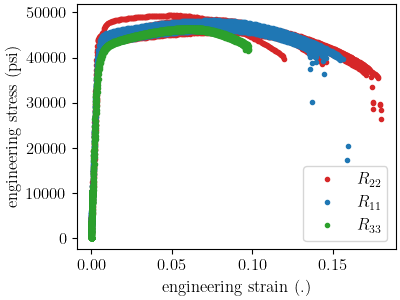 50000
40000
30000
20000
10000
0
engineering stress (psi)
R22
R11
R33
0.00 0.05 0.10 0.15
engineering strain (.)